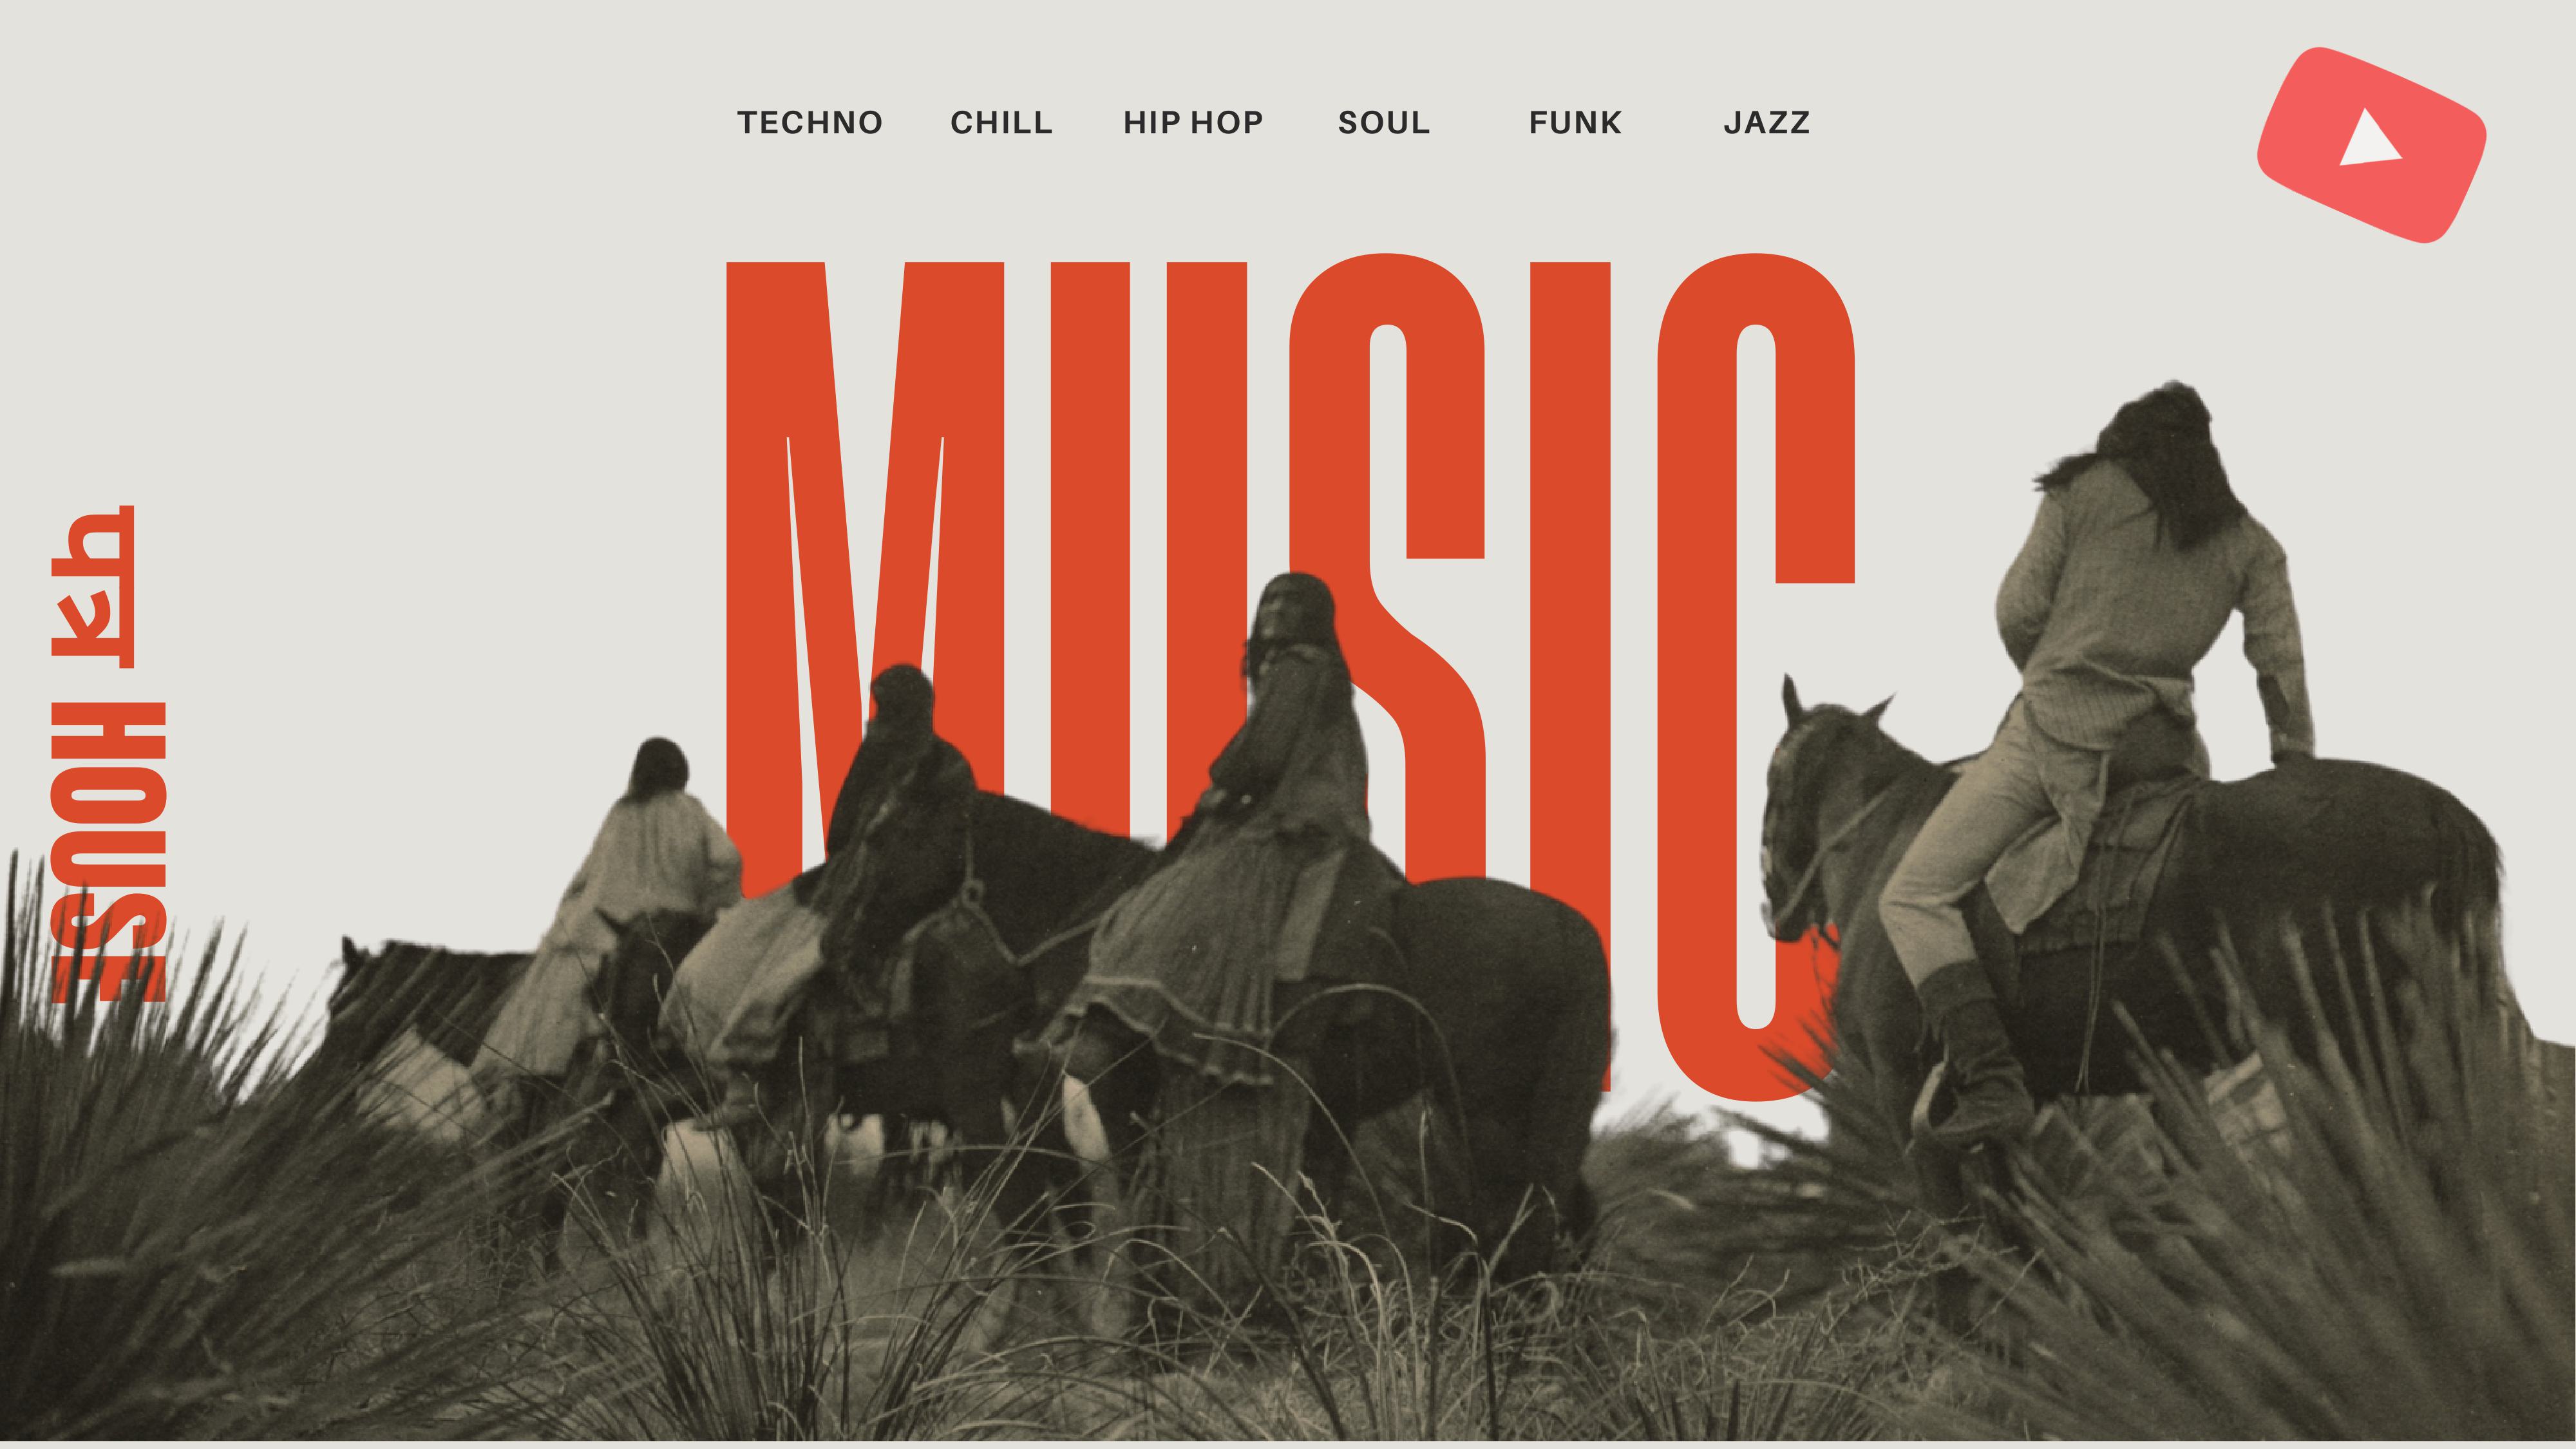 TECHNO CHILL HIP HOP SOUL FUNK JAZZ
MUSIC
HOUSE